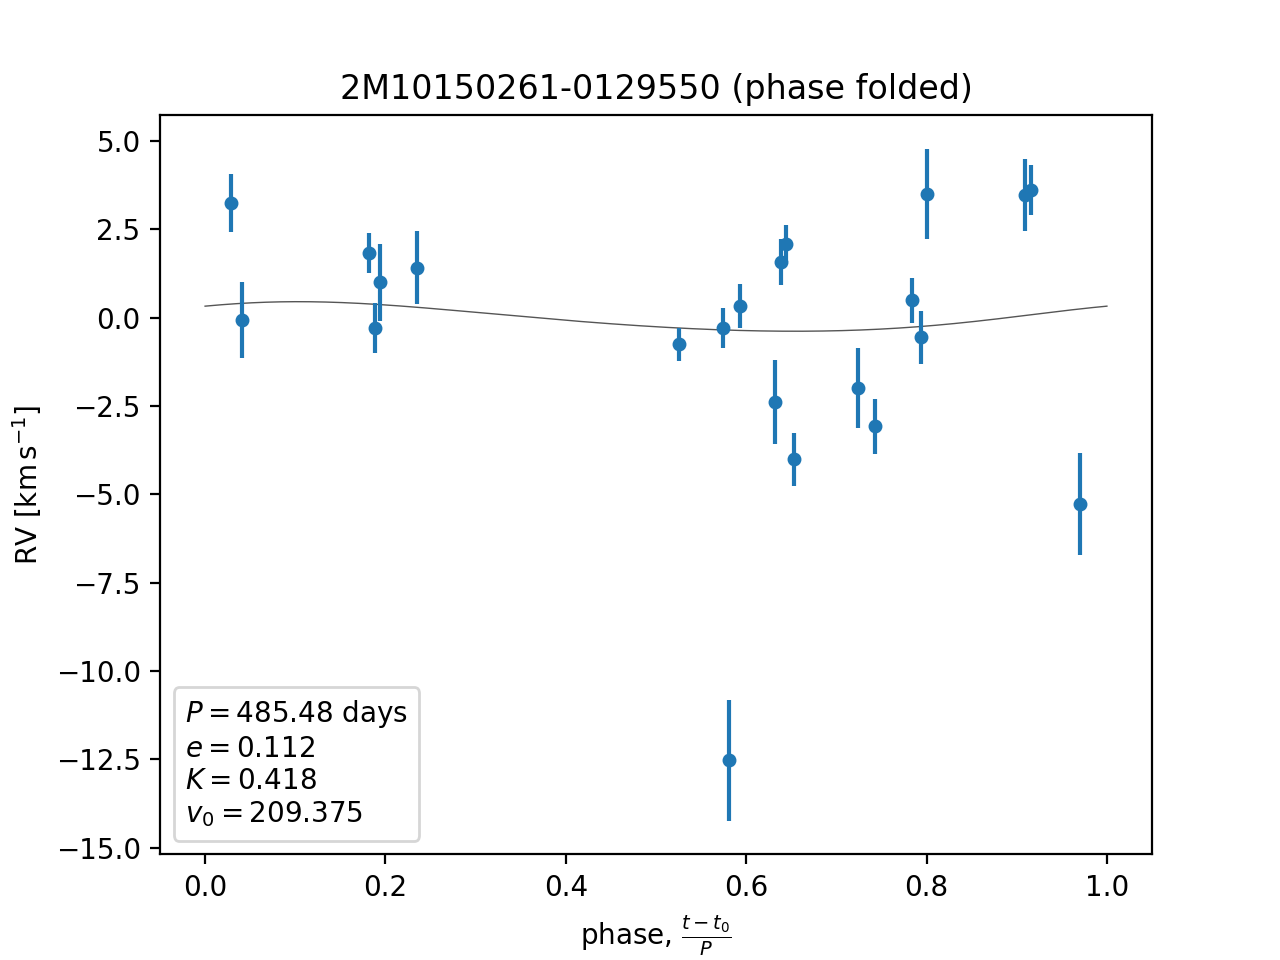 2M10150261-0129550 (phase folded)
5.0
2.5
0.0
−2.5
−5.0
−7.5
−10.0
−12.5
−15.0
RV [km s⁻¹]
P = 485.48 days
e = 0.112
K = 0.418
v₀ = 209.375
0.0 0.2 0.4 0.6 0.8 1.0
phase, (t − t₀)/P